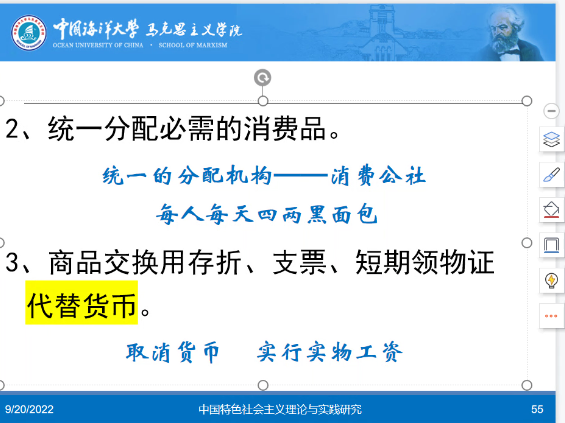 中国海洋大学 马克思主义学院
OCEAN UNIVERSITY OF CHINA · SCHOOL OF MARXISM
2、统一分配必需的消费品。
统一的分配机构——消费公社
每人每天四两黑面包
3、商品交换用存折、支票、短期领物证
代替货币。
取消货币 实行实物工资
9/20/2022 中国特色社会主义理论与实践研究 55